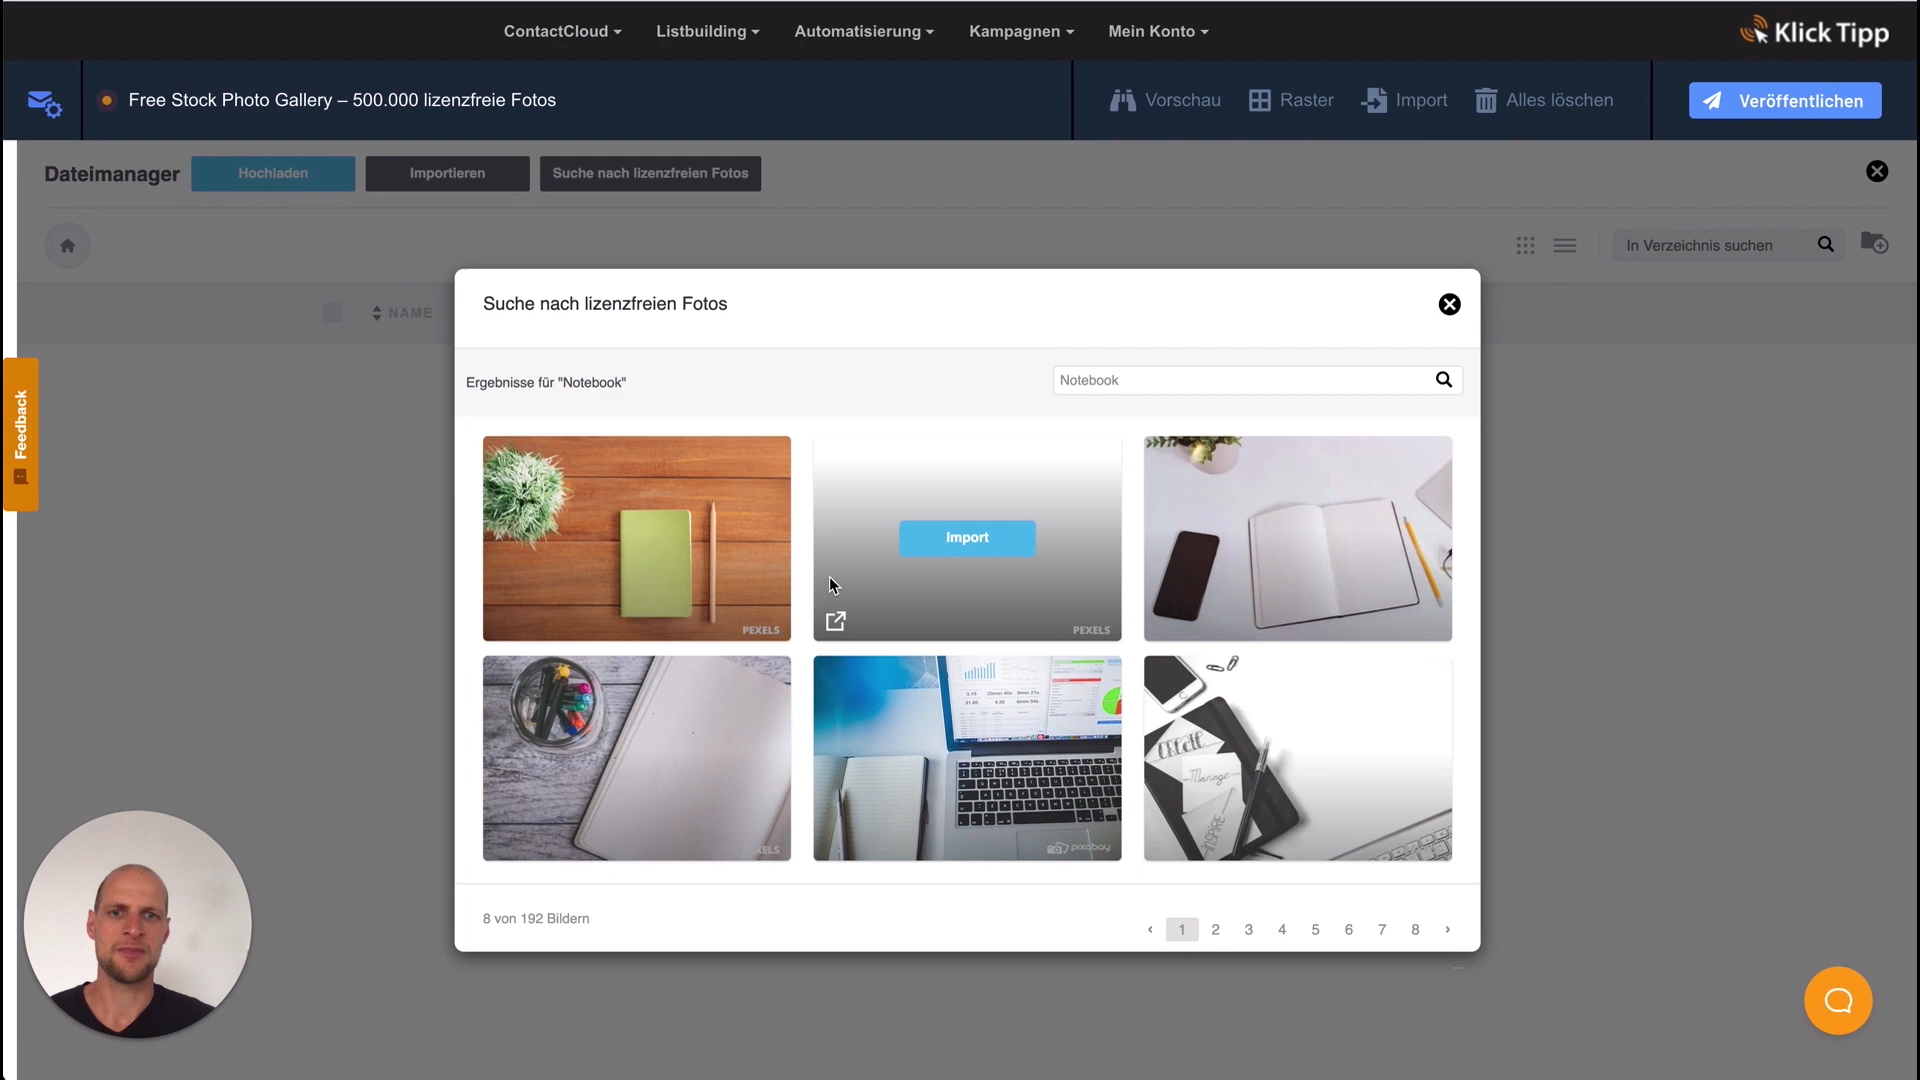 ContactCloud
Listbuilding
Automatisierung
Kampagnen
Mein Konto
Klick Tipp
Free Stock Photo Gallery – 500.000 lizenzfreie Fotos
Vorschau
Raster
Import
Alles löschen
Veröffentlichen
Dateimanager
Hochladen
Importieren
Suche nach lizenzfreien Fotos
In Verzeichnis suchen
NAME
Suche nach lizenzfreien Fotos
Feedback
Ergebnisse für "Notebook"
Notebook
Import
PEXELS
PEXELS
CREATE
Manage
INSPIRE
pixabay
8 von 192 Bildern
‹ 1 2 3 4 5 6 7 8 ›
...